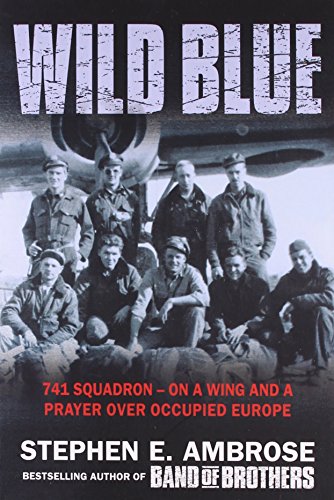 WILD BLUE
741 SQUADRON – ON A WING AND A
PRAYER OVER OCCUPIED EUROPE
STEPHEN E. AMBROSE
BESTSELLING AUTHOR OF BAND OF BROTHERS